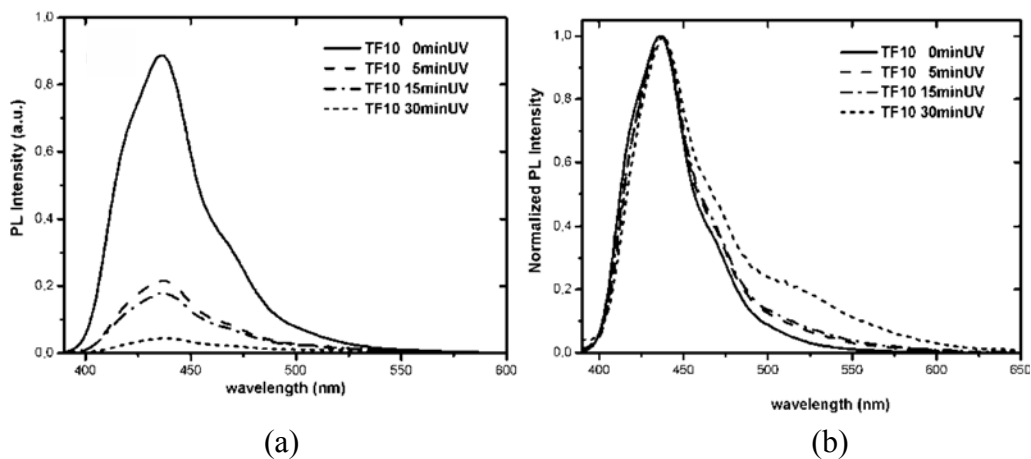 1,0
0,8
0,6
0,4
0,2
0,0
PL Intensity (a.u.)
TF10 0minUV
TF10 5minUV
TF10 15minUV
TF10 30minUV
400 450 500 550 600
wavelength (nm)
(a)
1,0
0,8
0,6
0,4
0,2
0,0
Normalized PL Intensity
TF10 0minUV
TF10 5minUV
TF10 15minUV
TF10 30minUV
400 450 500 550 600 650
wavelength (nm)
(b)